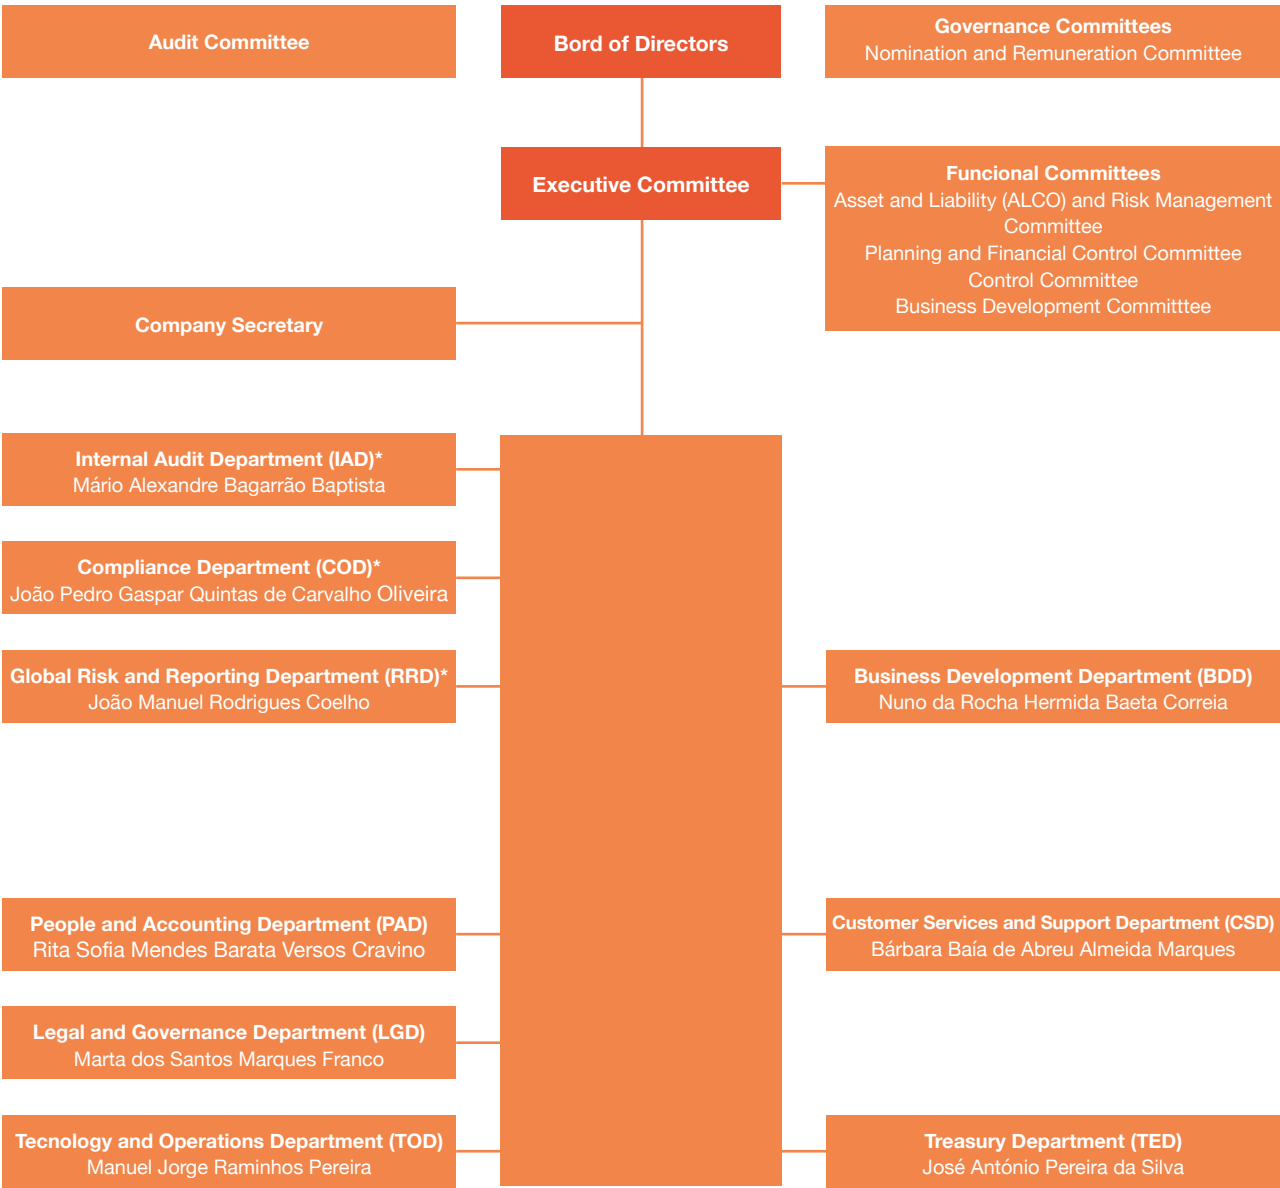 Audit Committee
Bord of Directors
Governance Committees
Nomination and Remuneration Committee
Executive Committee
Funcional Committees
Asset and Liability (ALCO) and Risk Management
Committee
Planning and Financial Control Committee
Control Committee
Business Development Committtee
Company Secretary
Internal Audit Department (IAD)*
Mário Alexandre Bagarrão Baptista
Compliance Department (COD)*
João Pedro Gaspar Quintas de Carvalho Oliveira
Global Risk and Reporting Department (RRD)*
João Manuel Rodrigues Coelho
Business Development Department (BDD)
Nuno da Rocha Hermida Baeta Correia
People and Accounting Department (PAD)
Rita Sofia Mendes Barata Versos Cravino
Customer Services and Support Department (CSD)
Bárbara Baía de Abreu Almeida Marques
Legal and Governance Department (LGD)
Marta dos Santos Marques Franco
Tecnology and Operations Department (TOD)
Manuel Jorge Raminhos Pereira
Treasury Department (TED)
José António Pereira da Silva